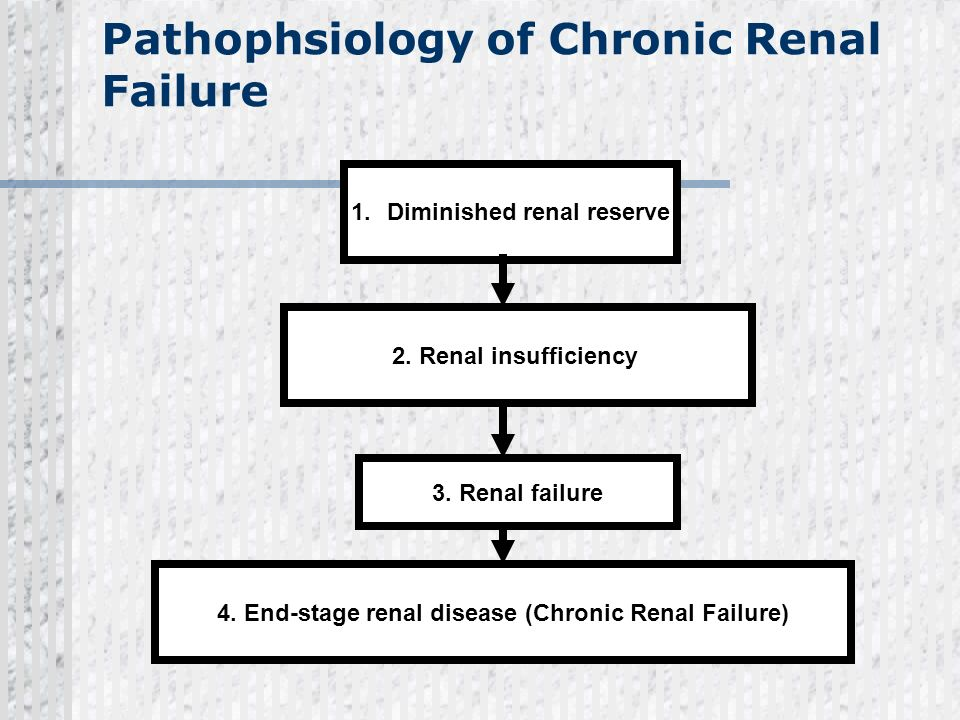 Pathophsiology of Chronic Renal
Failure
1. Diminished renal reserve
2. Renal insufficiency
3. Renal failure
4. End-stage renal disease (Chronic Renal Failure)